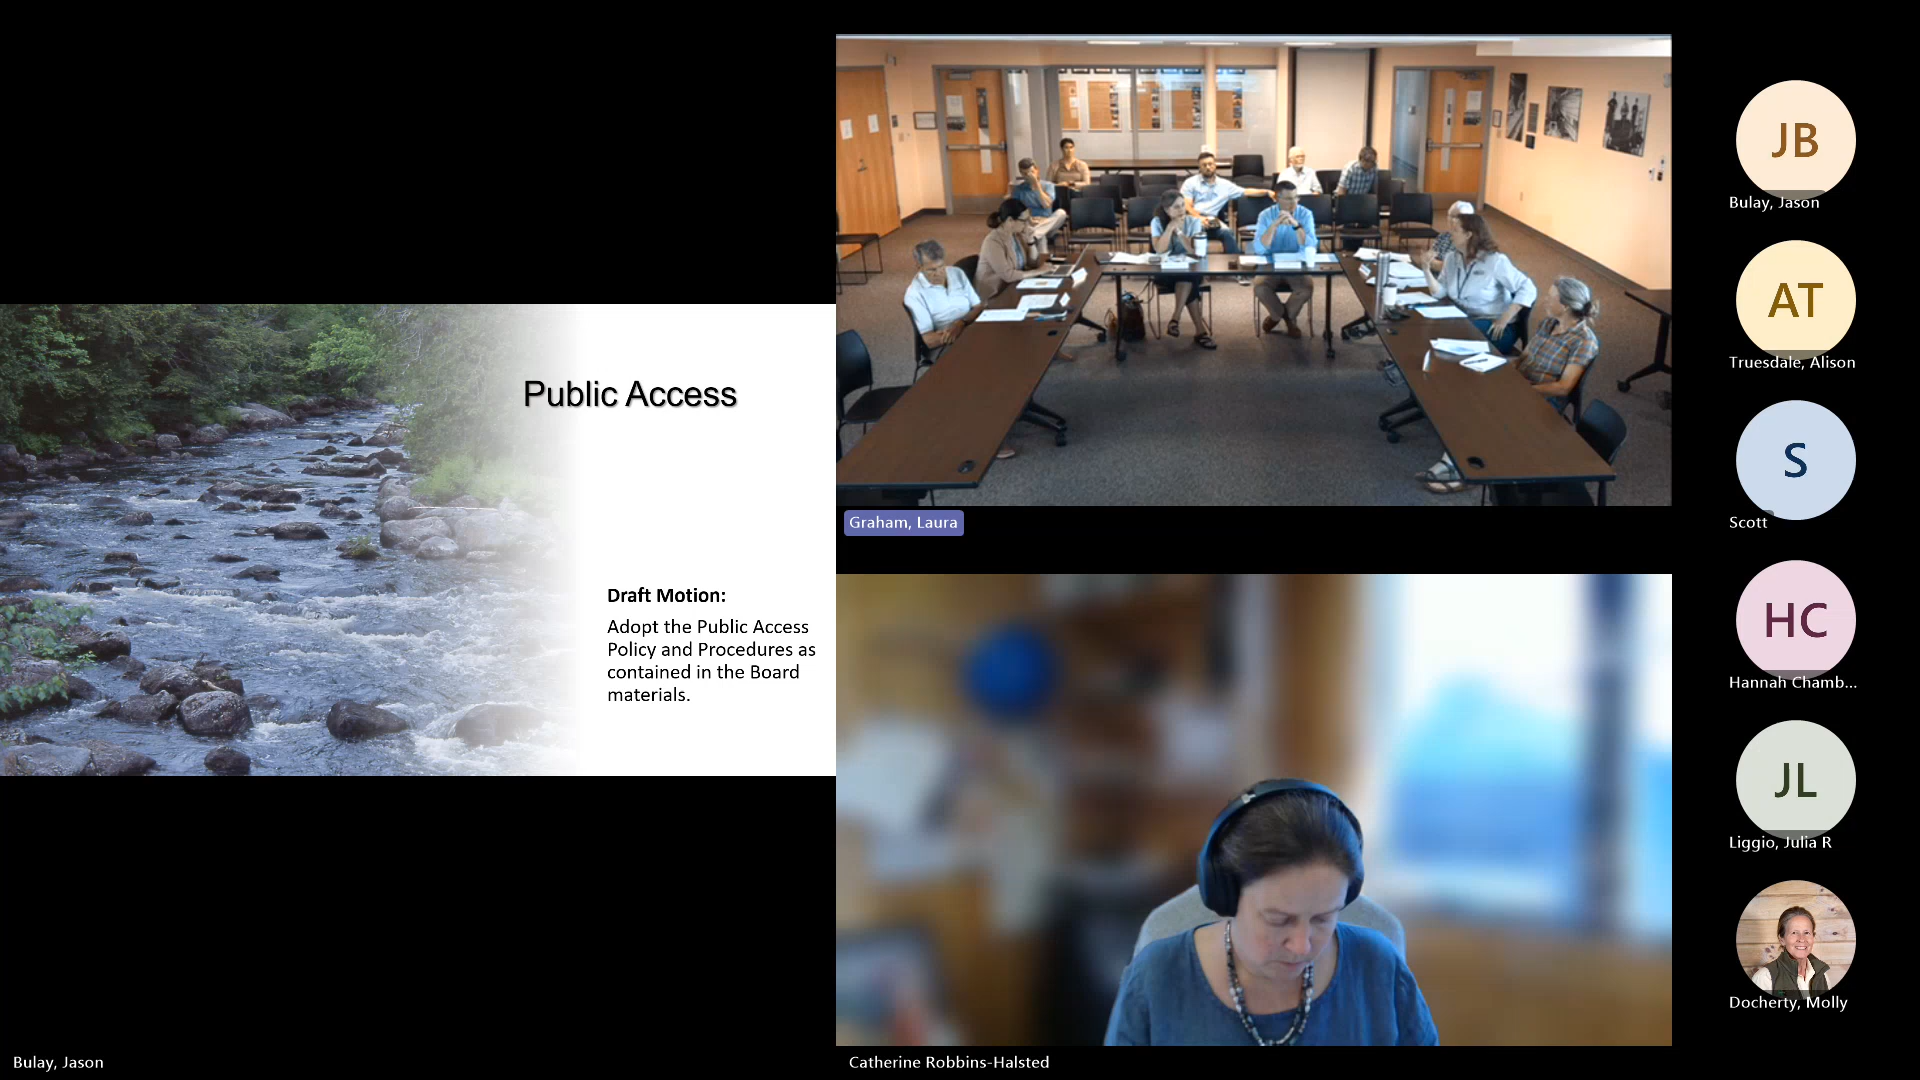 Public Access
Draft Motion:
Adopt the Public Access
Policy and Procedures as
contained in the Board
materials.
Bulay, Jason
Graham, Laura
Catherine Robbins-Halsted
JB
Bulay, Jason
AT
Truesdale, Alison
S
Scott
HC
Hannah Chamb...
JL
Liggio, Julia R
Docherty, Molly